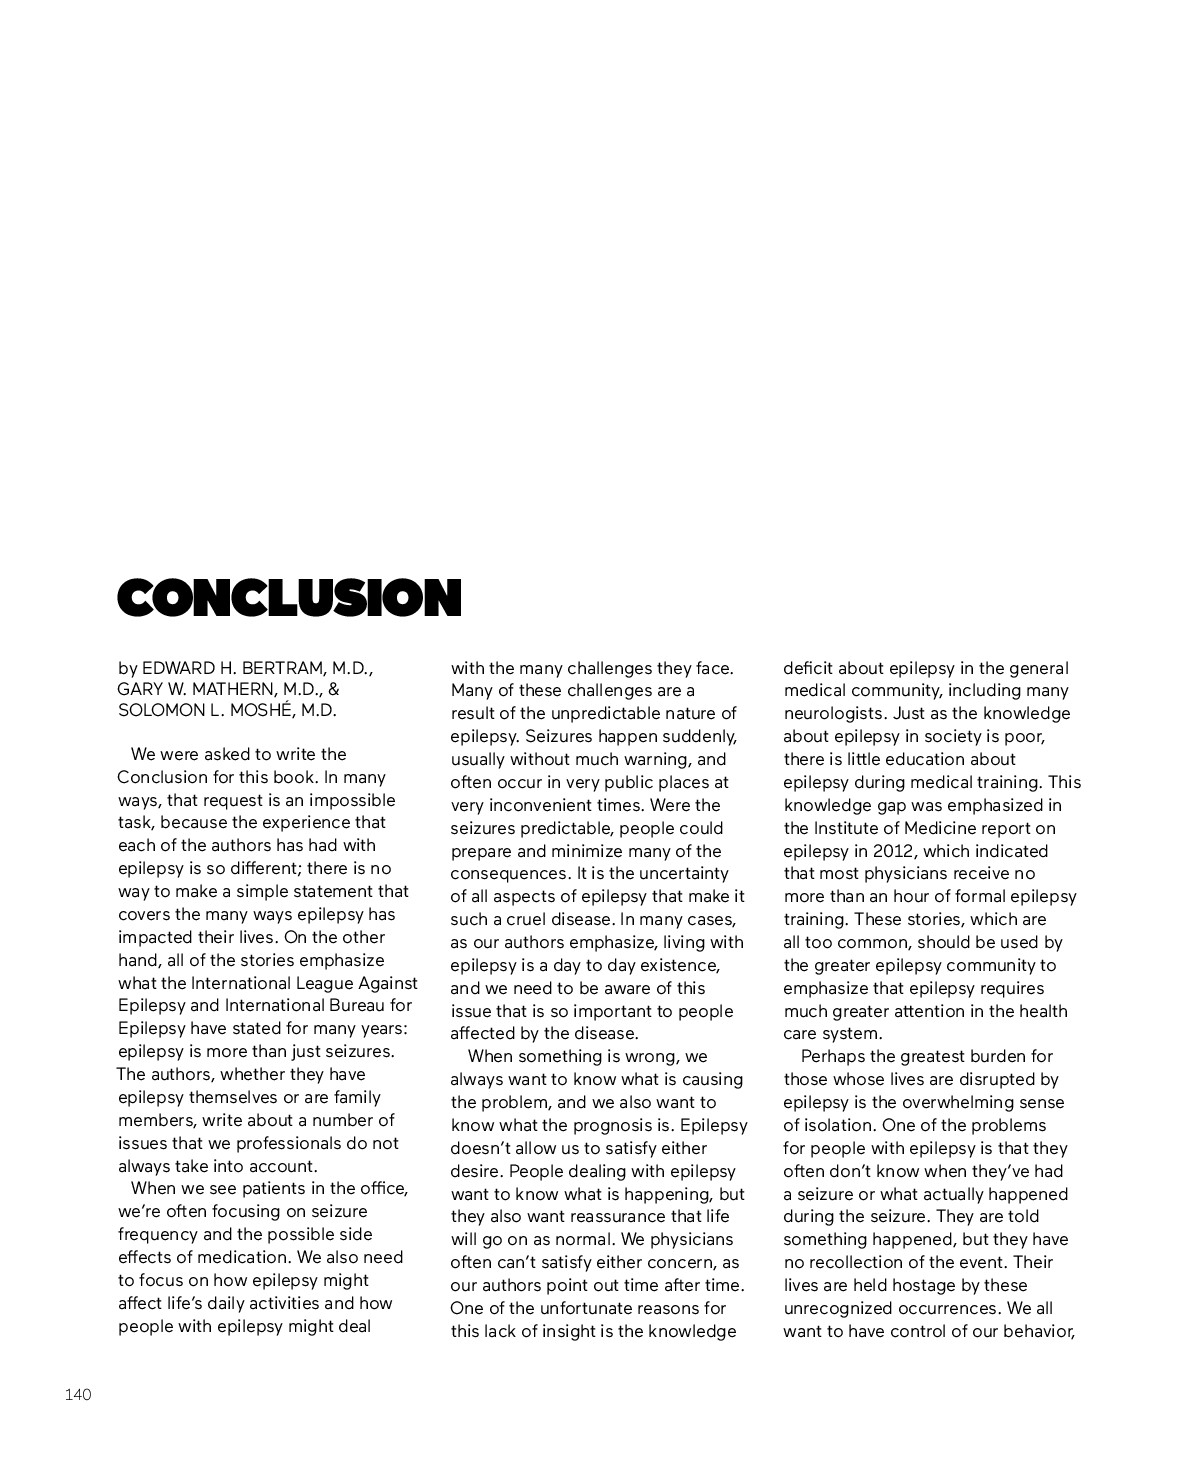 CONCLUSION
by EDWARD H. BERTRAM, M.D.,
GARY W. MATHERN, M.D., &
SOLOMON L. MOSHÉ, M.D.
We were asked to write the
Conclusion for this book. In many
ways, that request is an impossible
task, because the experience that
each of the authors has had with
epilepsy is so different; there is no
way to make a simple statement that
covers the many ways epilepsy has
impacted their lives. On the other
hand, all of the stories emphasize
what the International League Against
Epilepsy and International Bureau for
Epilepsy have stated for many years:
epilepsy is more than just seizures.
The authors, whether they have
epilepsy themselves or are family
members, write about a number of
issues that we professionals do not
always take into account.
When we see patients in the office,
we're often focusing on seizure
frequency and the possible side
effects of medication. We also need
to focus on how epilepsy might
affect life's daily activities and how
people with epilepsy might deal
with the many challenges they face.
Many of these challenges are a
result of the unpredictable nature of
epilepsy. Seizures happen suddenly,
usually without much warning, and
often occur in very public places at
very inconvenient times. Were the
seizures predictable, people could
prepare and minimize many of the
consequences. It is the uncertainty
of all aspects of epilepsy that make it
such a cruel disease. In many cases,
as our authors emphasize, living with
epilepsy is a day to day existence,
and we need to be aware of this
issue that is so important to people
affected by the disease.
When something is wrong, we
always want to know what is causing
the problem, and we also want to
know what the prognosis is. Epilepsy
doesn't allow us to satisfy either
desire. People dealing with epilepsy
want to know what is happening, but
they also want reassurance that life
will go on as normal. We physicians
often can't satisfy either concern, as
our authors point out time after time.
One of the unfortunate reasons for
this lack of insight is the knowledge
deficit about epilepsy in the general
medical community, including many
neurologists. Just as the knowledge
about epilepsy in society is poor,
there is little education about
epilepsy during medical training. This
knowledge gap was emphasized in
the Institute of Medicine report on
epilepsy in 2012, which indicated
that most physicians receive no
more than an hour of formal epilepsy
training. These stories, which are
all too common, should be used by
the greater epilepsy community to
emphasize that epilepsy requires
much greater attention in the health
care system.
Perhaps the greatest burden for
those whose lives are disrupted by
epilepsy is the overwhelming sense
of isolation. One of the problems
for people with epilepsy is that they
often don't know when they've had
a seizure or what actually happened
during the seizure. They are told
something happened, but they have
no recollection of the event. Their
lives are held hostage by these
unrecognized occurrences. We all
want to have control of our behavior,
140